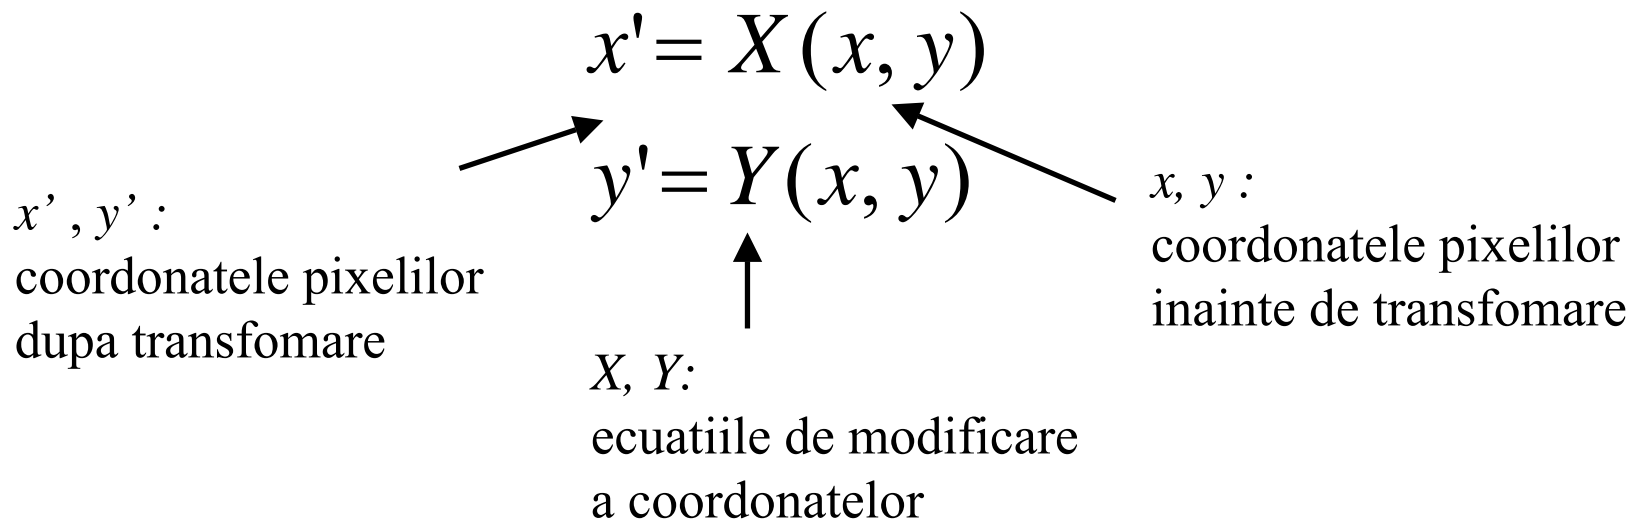 x'= X(x, y)
y'= Y(x, y)
x’ , y’ :
coordonatele pixelilor
dupa transfomare
X, Y:
ecuatiile de modificare
a coordonatelor
x, y :
coordonatele pixelilor
inainte de transfomare